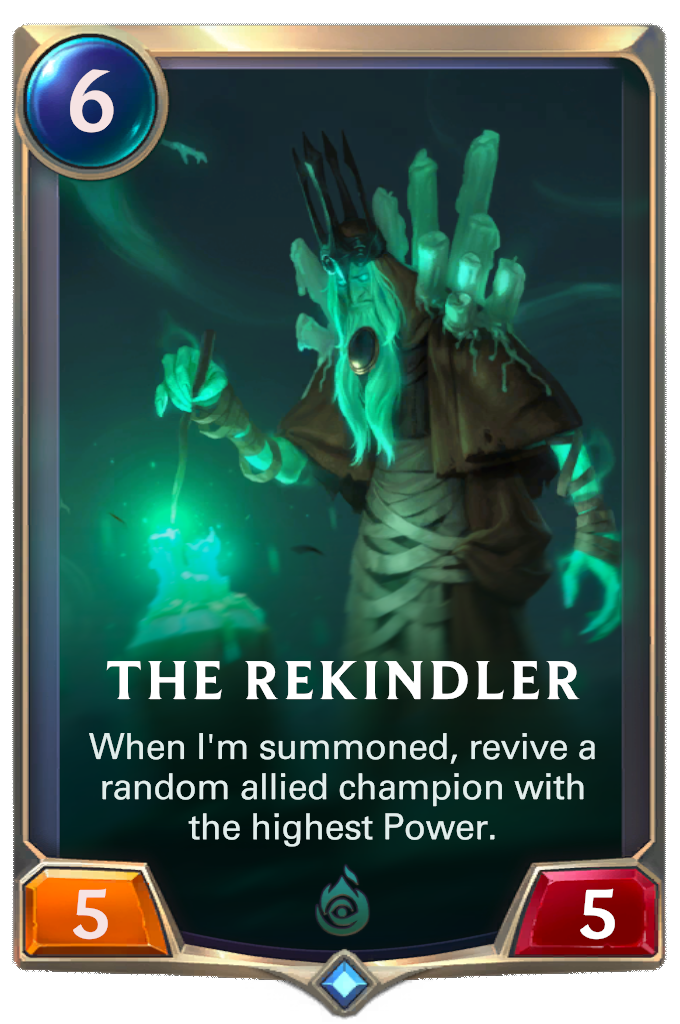 6
THE REKINDLER
When I'm summoned, revive a
random allied champion with
the highest Power.
5
5